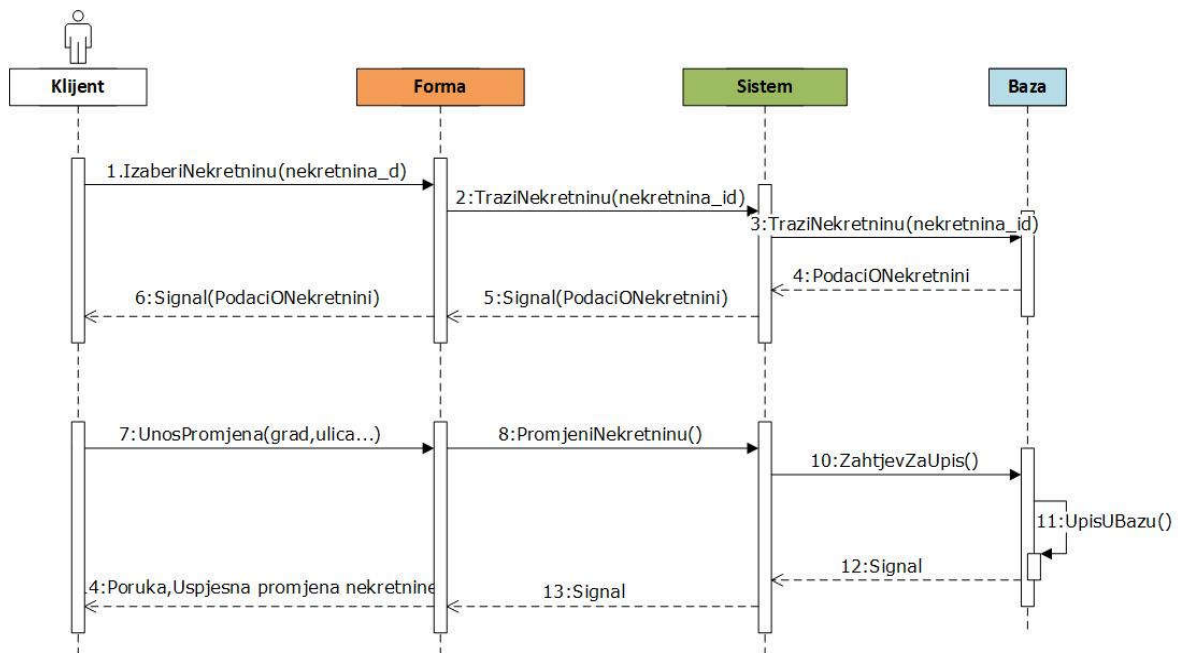 Klijent
Forma
Sistem
Baza
1.IzaberiNekretninu(nekretnina_d)
2:TraziNekretninu(nekretnina_id)
3:TraziNekretninu(nekretnina_id)
4:PodaciONekretnini
5:Signal(PodaciONekretnini)
6:Signal(PodaciONekretnini)
7:UnosPromjena(grad,ulica...)
8:PromjeniNekretninu()
10:ZahtjevZaUpis()
11:UpisUBazu()
12:Signal
13:Signal
4:Poruka,Uspjesna promjena nekretnine